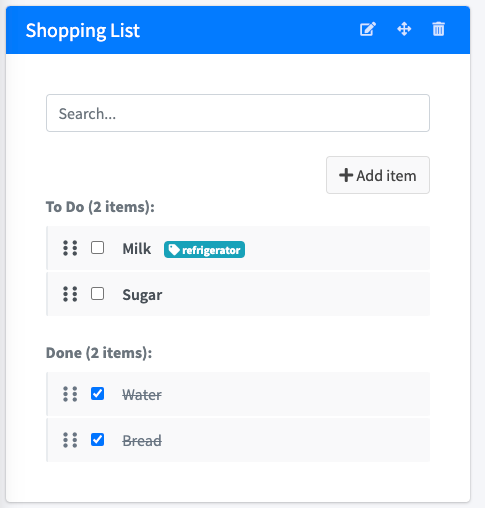 Shopping List
Search...
Add item
To Do (2 items):
Milk refrigerator
Sugar
Done (2 items):
Water
Bread